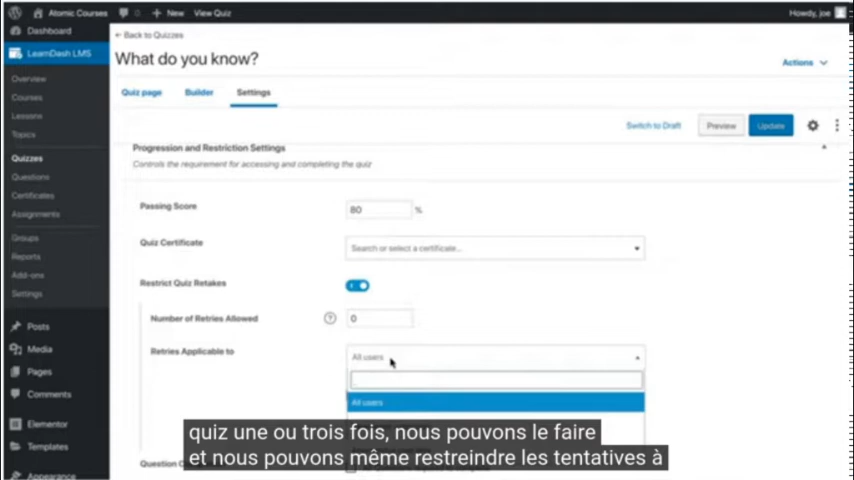 Atomic Courses 0 + New View Quiz Howdy, joe
Dashboard
← Back to Quizzes
LearnDash LMS
What do you know?
Actions
Overview
Courses
Quiz page Builder Settings
Lessons
Topics
Switch to Draft Preview Update
Progression and Restriction Settings
Quizzes
Controls the requirement for accessing and completing the quiz
Questions
Certificates
Passing Score 80 %
Assignments
Groups
Quiz Certificate Search or select a certificate...
Reports
Add-ons
Restrict Quiz Retakes
Settings
Number of Retries Allowed ? 0
Posts
Retries Applicable to All users
Media
Pages
Comments
All users
Elementor
quiz une ou trois fois, nous pouvons le faire
Templates
et nous pouvons même restreindre les tentatives à
Question
Appearance